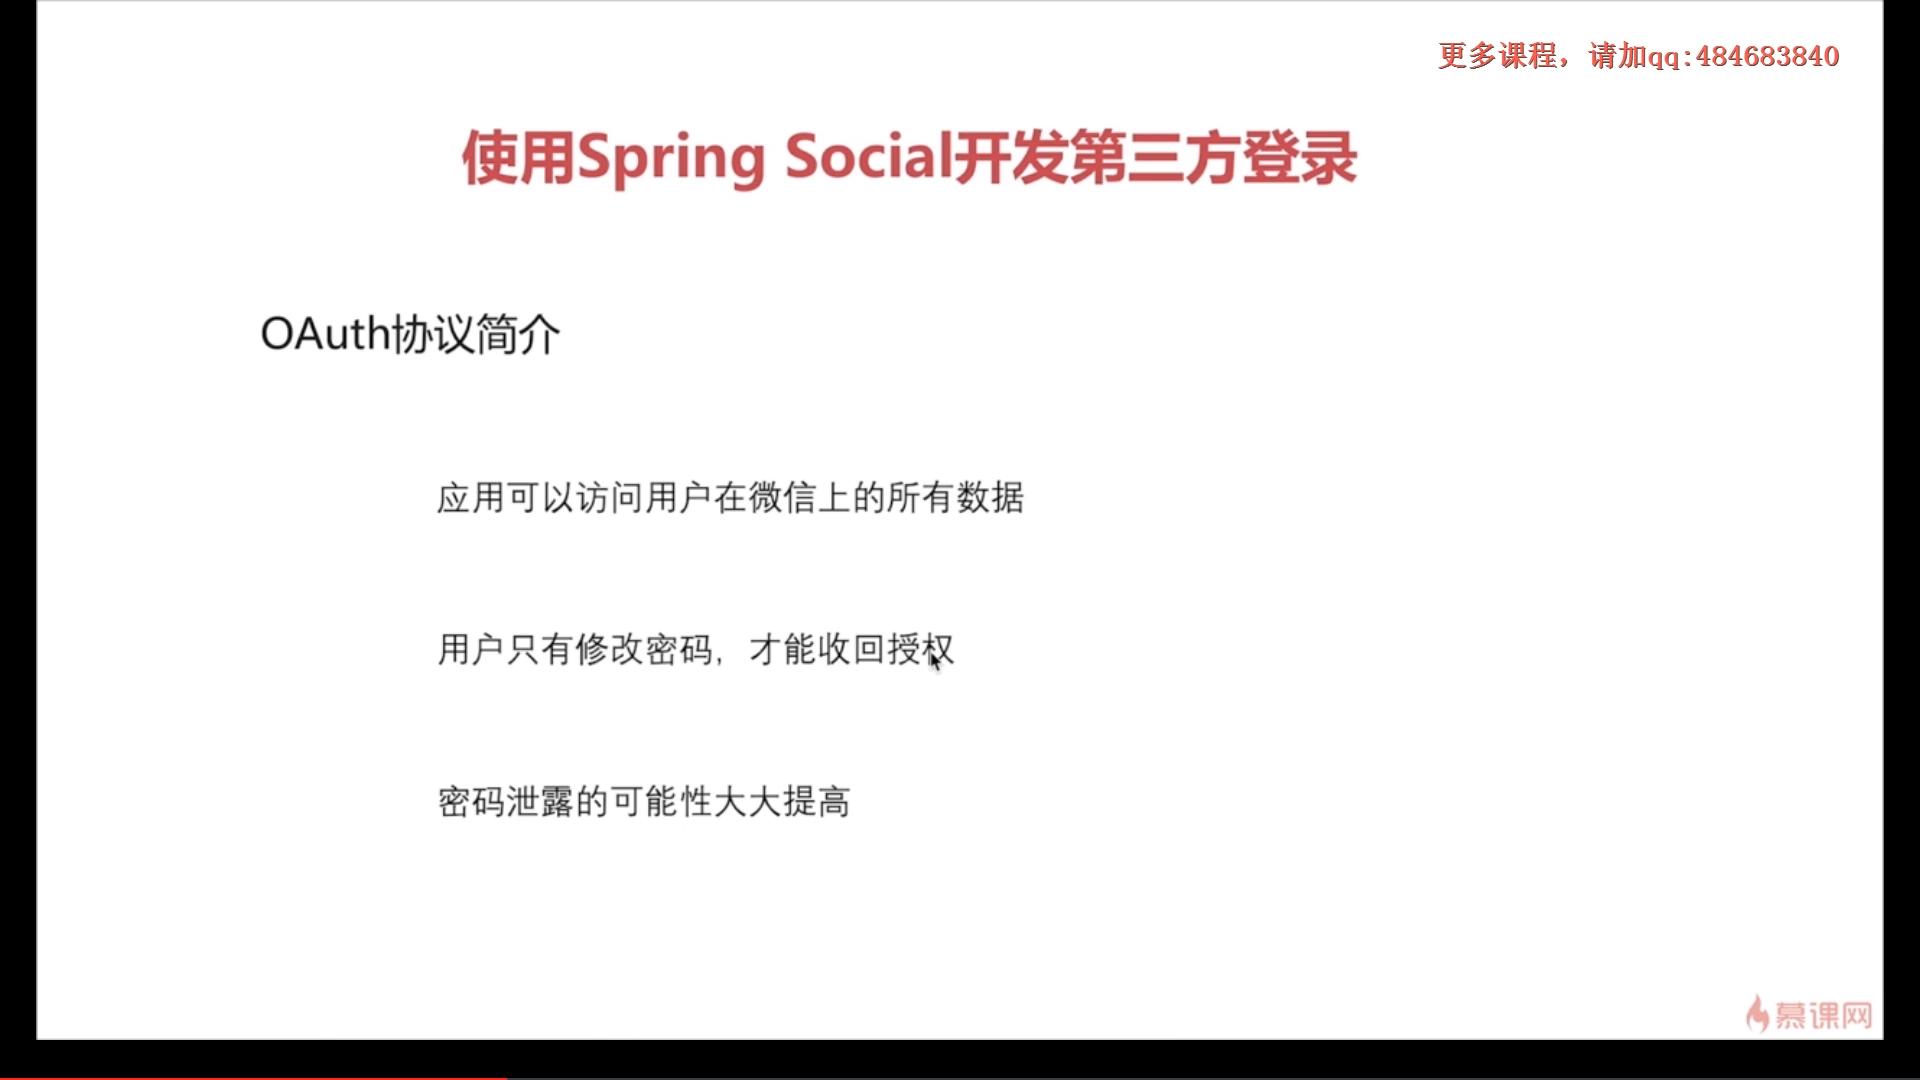 更多课程，请加qq:484683840
使用Spring Social开发第三方登录
OAuth协议简介
应用可以访问用户在微信上的所有数据
用户只有修改密码，才能收回授权
密码泄露的可能性大大提高
慕课网